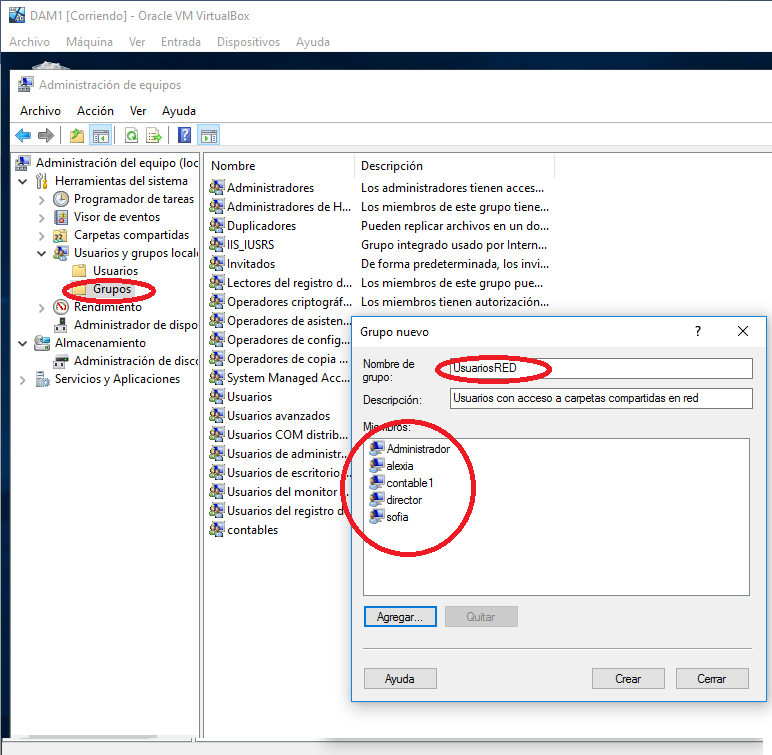 DAM1 [Corriendo] - Oracle VM VirtualBox
Archivo Máquina Ver Entrada Dispositivos Ayuda
Administración de equipos
Archivo Acción Ver Ayuda
Administración del equipo (loc
Herramientas del sistema
Programador de tareas
Visor de eventos
Carpetas compartidas
Usuarios y grupos locale
Usuarios
Grupos
Rendimiento
Administrador de dispo
Almacenamiento
Administración de disco
Servicios y Aplicaciones
Nombre Descripción
Administradores Los administradores tienen acces...
Administradores de H... Los miembros de este grupo tiene...
Duplicadores Pueden replicar archivos en un do...
IIS_IUSRS Grupo integrado usado por Intern...
Invitados De forma predeterminada, los invi...
Lectores del registro d... Los miembros de este grupo pue...
Operadores criptográf... Los miembros tienen autorización...
Operadores de asisten...
Operadores de config...
Operadores de copia ...
System Managed Acc...
Usuarios
Usuarios avanzados
Usuarios COM distrib...
Usuarios de administr...
Usuarios de escritorio ...
Usuarios del monitor ...
Usuarios del registro d
contables
Grupo nuevo ?
Nombre de
grupo:
UsuariosRED
Descripción: Usuarios con acceso a carpetas compartidas en red
Miembros:
Administrador
alexia
contable1
director
sofia
Agregar... Quitar
Ayuda Crear Cerrar